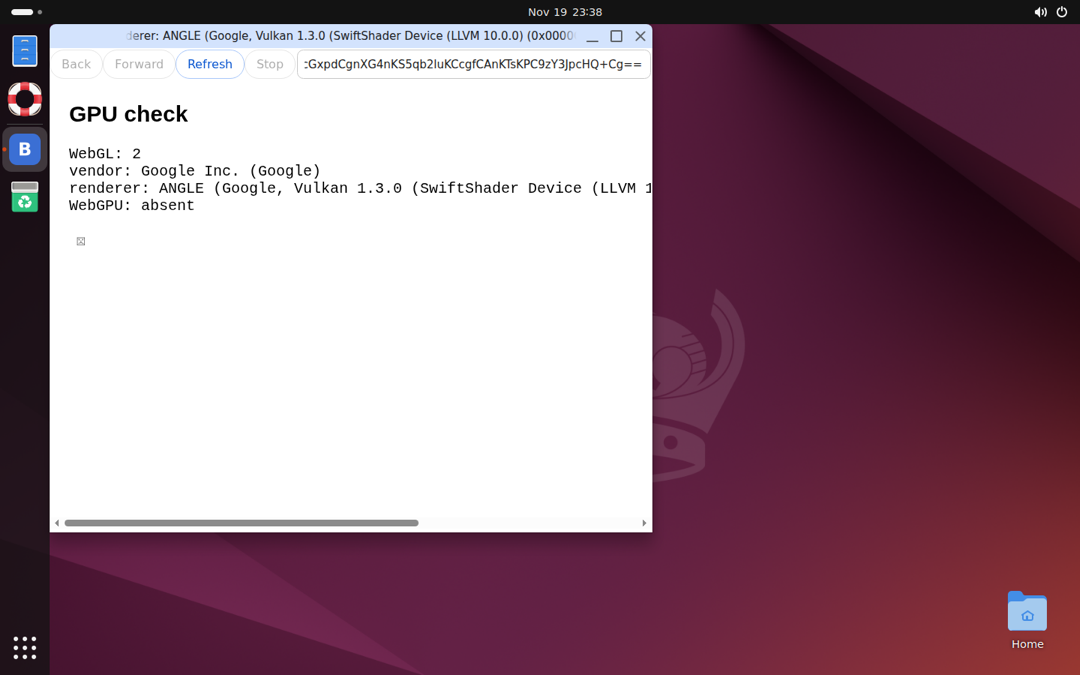 Nov 19 23:38
derer: ANGLE (Google, Vulkan 1.3.0 (SwiftShader Device (LLVM 10.0.0) (0x0000
Back
Forward
Refresh
Stop
:GxpdCgnXG4nKS5qb2luKCcgfCAnKTsKPC9zY3JpcHQ+Cg==
B
GPU check
WebGL: 2
vendor: Google Inc. (Google)
renderer: ANGLE (Google, Vulkan 1.3.0 (SwiftShader Device (LLVM 1
WebGPU: absent
Home